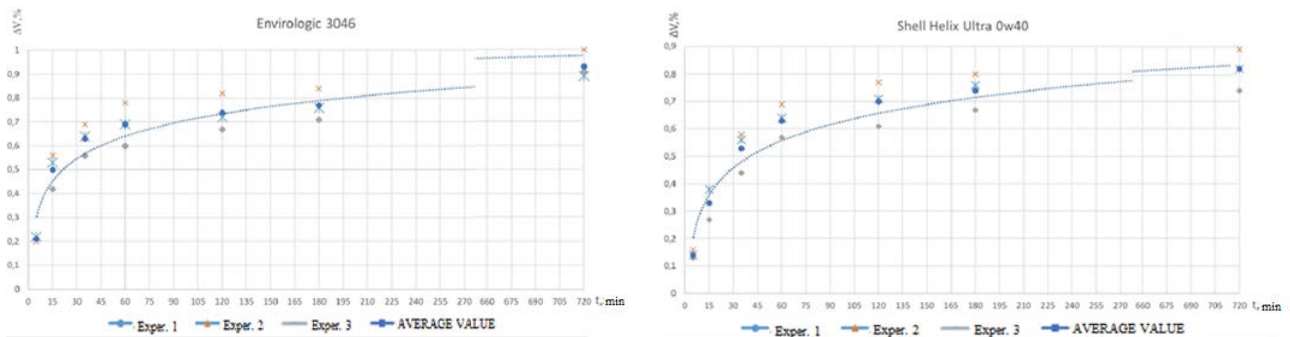 Envirologic 3046
ΔV,%
1
0,9
0,8
0,7
0,6
0,5
0,4
0,3
0,2
0,1
0
0 15 30 45 60 75 90 105 120 135 150 165 180 195 210 225 240 255 270 660 675 690 705 720 t, min
Exper. 1 Exper. 2 Exper. 3 AVERAGE VALUE
Shell Helix Ultra 0w40
ΔV,%
0,9
0,8
0,7
0,6
0,5
0,4
0,3
0,2
0,1
0
0 15 30 45 60 75 90 105 120 135 150 165 180 195 210 225 240 255 270 660 675 690 705 720 t, min
Exper. 1 Exper. 2 Exper. 3 AVERAGE VALUE